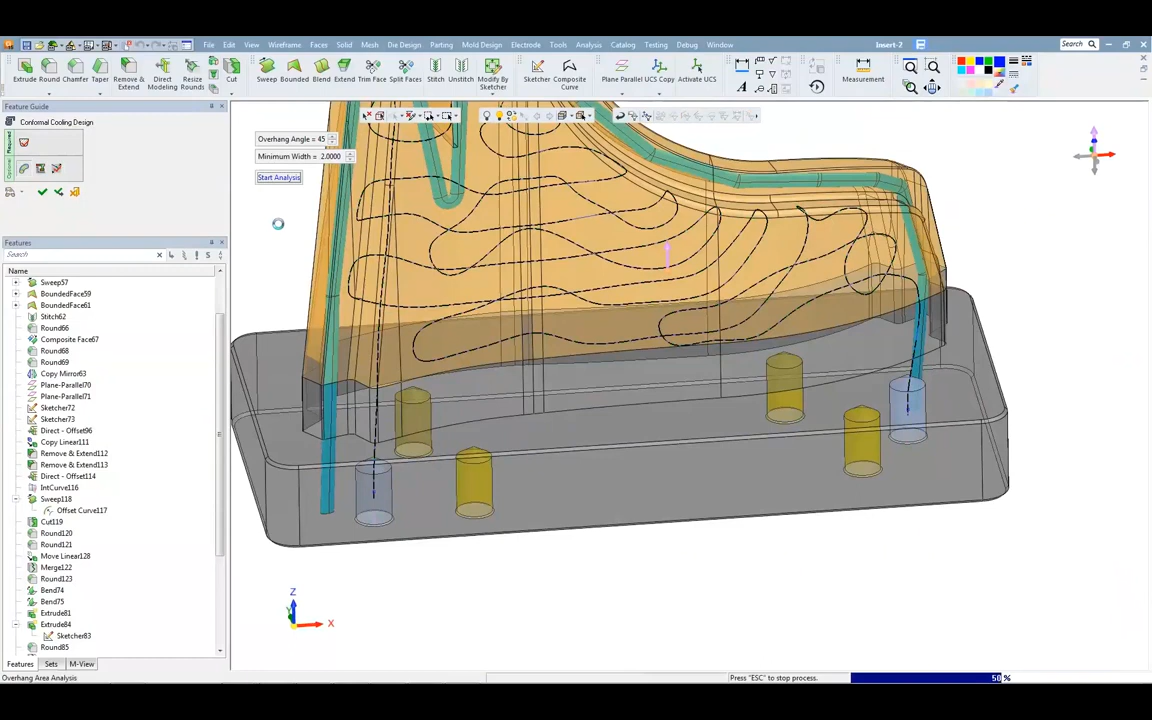 File Edit View Wireframe Faces Solid Mesh Die Design Parting Mold Design Electrode Tools Analysis Catalog Testing Debug Window Insert-2 Search
Extrude Round Chamfer Taper Remove & Extend Direct Modeling Resize Rounds Cut Sweep Bounded Blend Extend Trim Face Split Faces Stitch Unstitch Modify By Sketch Sketcher Composite Curve Plane Parallel UCS Copy Activate UCS Measurement
Feature Guide
Conformal Cooling Design
Required
Optional
Overhang Angle = 45
Minimum Width = 2.0000
Start Analysis
Features
Search
Name
Sweep57
BoundedFace59
BoundedFace61
Stitch62
Round66
Composite Face67
Round68
Round69
Copy Mirror63
Plane-Parallel70
Plane-Parallel71
Sketcher72
Sketcher73
Direct - Offset96
Copy Linear111
Remove & Extend112
Remove & Extend113
Direct - Offset114
IntCurve116
Sweep118
Offset Curve117
Cut119
Round120
Round121
Move Linear128
Merge122
Round123
Bend74
Bend75
Extrude81
Extrude84
Sketcher83
Round85
Z
Y
X
Features Sets M-View
Overhang Area Analysis Press "ESC" to stop process. 50 %